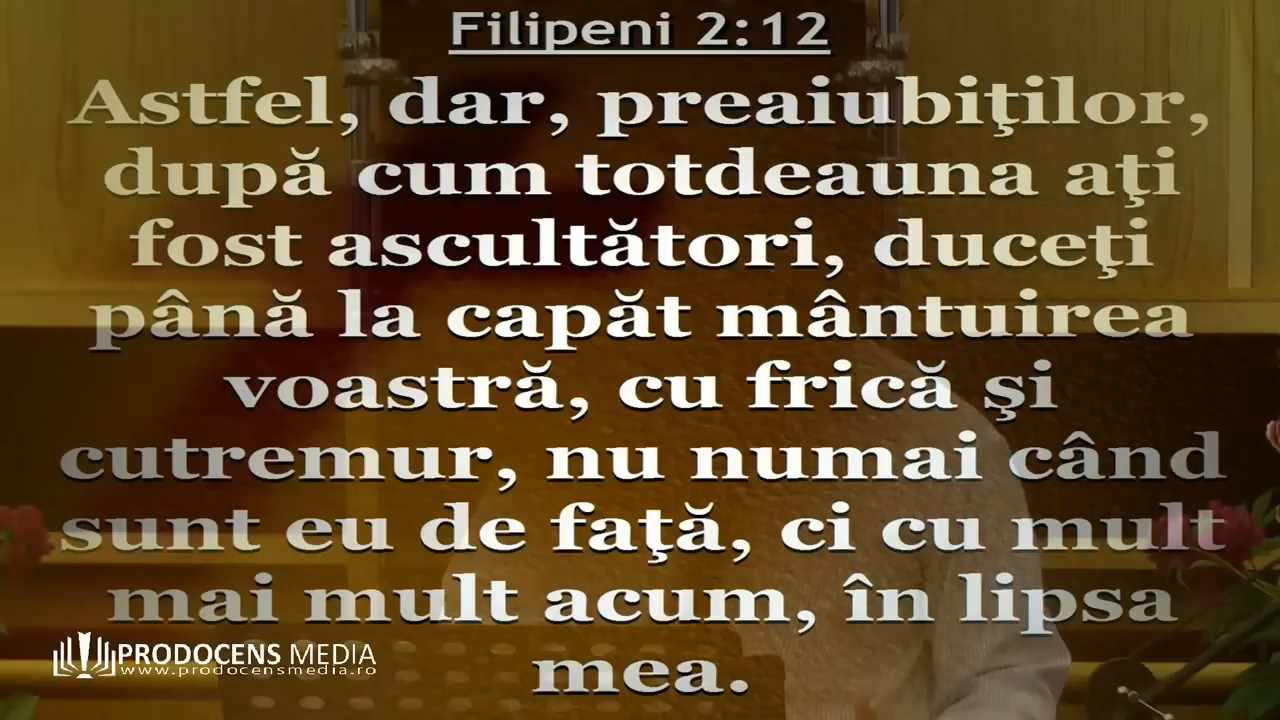 Filipeni 2:12
Astfel, dar, preaiubiţilor,
după cum totdeauna aţi
fost ascultători, duceţi
până la capăt mântuirea
voastră, cu frică şi
cutremur, nu numai când
sunt eu de faţă, ci cu mult
mai mult acum, în lipsa
mea.
PRODOCENS MEDIA
www.prodocensmedia.ro